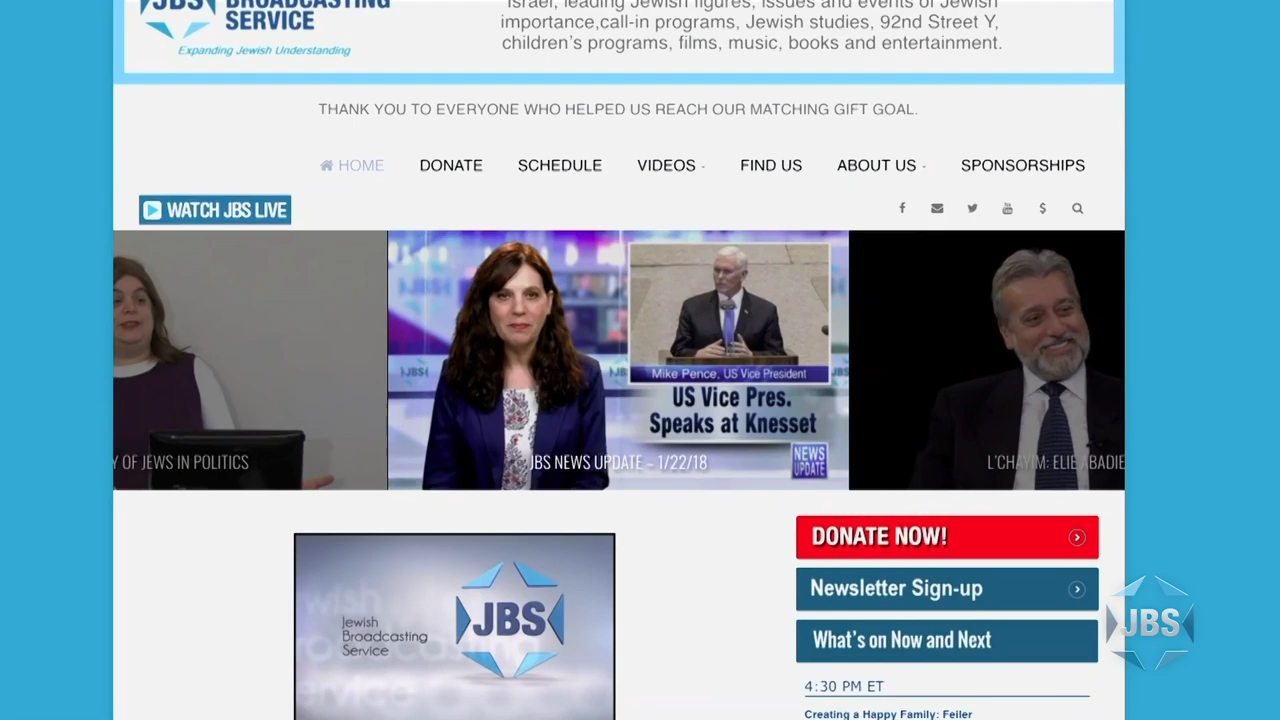 JBS BROADCASTING
SERVICE
Expanding Jewish Understanding
Israel, leading Jewish figures, issues and events of Jewish
importance,call-in programs, Jewish studies, 92nd Street Y,
children's programs, films, music, books and entertainment.
THANK YOU TO EVERYONE WHO HELPED US REACH OUR MATCHING GIFT GOAL.
HOME DONATE SCHEDULE VIDEOS FIND US ABOUT US SPONSORSHIPS
WATCH JBS LIVE
JBS
Mike Pence, US Vice President
US Vice Pres.
Speaks at Knesset
Y OF JEWS IN POLITICS
JBS NEWS UPDATE – 1/22/18
NEWS
UPDATE
L'CHAYIM: ELIE ABADIE
Jewish
Broadcasting
Service
JBS
DONATE NOW!
Newsletter Sign-up
What's on Now and Next
JBS
4:30 PM ET
Creating a Happy Family: Feiler